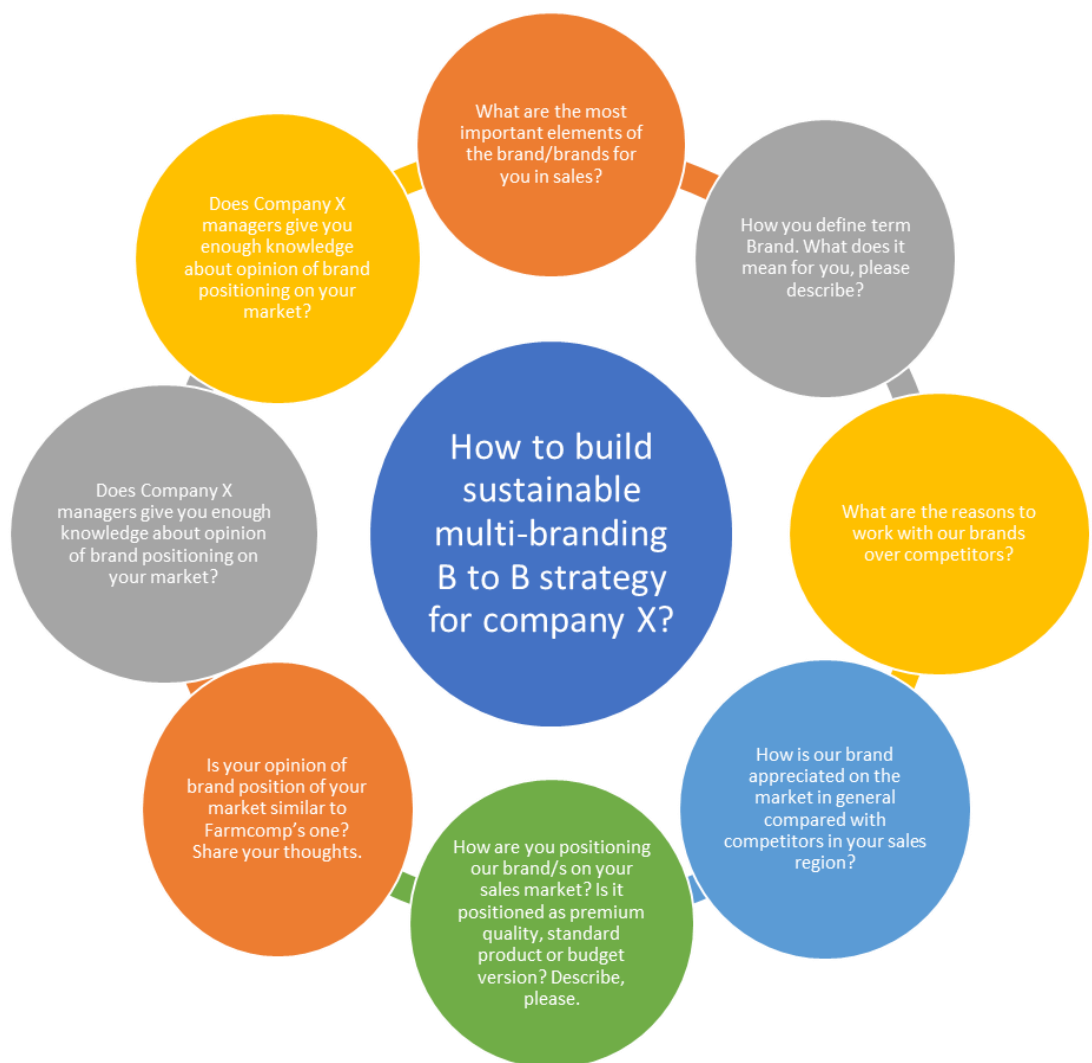 What are the most
important elements of
the brand/brands for
you in sales?
How you define term
Brand. What does it
mean for you, please
describe?
What are the reasons to
work with our brands
over competitors?
How is our brand
appreciated on the
market in general
compared with
competitors in your sales
region?
How are you positioning
our brand/s on your
sales market? Is it
positioned as premium
quality, standard
product or budget
version? Describe,
please.
Is your opinion of
brand position of your
market similar to
Farmcomp’s one?
Share your thoughts.
Does Company X
managers give you enough
knowledge about opinion
of brand positioning on
your market?
Does Company X
managers give you
enough knowledge
about opinion of brand
positioning on your
market?
How to build
sustainable
multi-branding
B to B strategy
for company X?